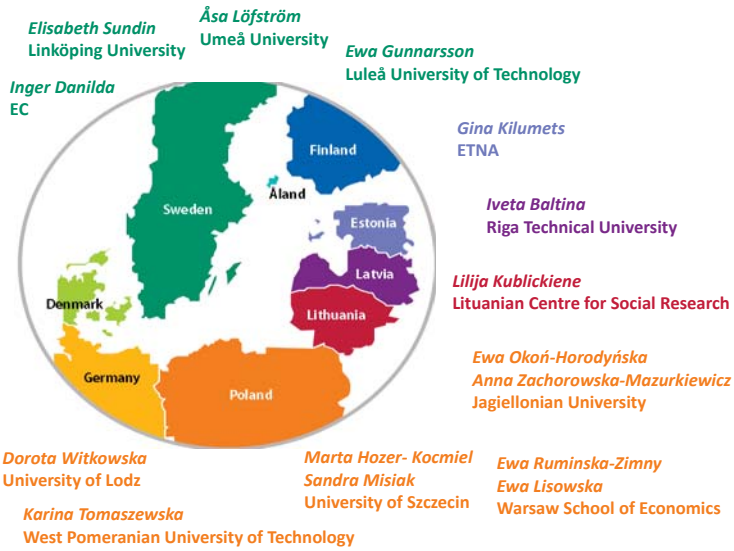 Elisabeth Sundin
Linköping University
Åsa Löfström
Umeå University
Ewa Gunnarsson
Luleå University of Technology
Inger Danilda
EC
Gina Kilumets
ETNA
Iveta Baltina
Riga Technical University
Lilija Kublickiene
Lituanian Centre for Social Research
Ewa Okoń-Horodyńska
Anna Zachorowska-Mazurkiewicz
Jagiellonian University
Finland
Åland
Sweden
Estonia
Latvia
Denmark
Lithuania
Germany
Poland
Dorota Witkowska
University of Lodz
Marta Hozer- Kocmiel
Sandra Misiak
University of Szczecin
Ewa Ruminska-Zimny
Ewa Lisowska
Warsaw School of Economics
Karina Tomaszewska
West Pomeranian University of Technology